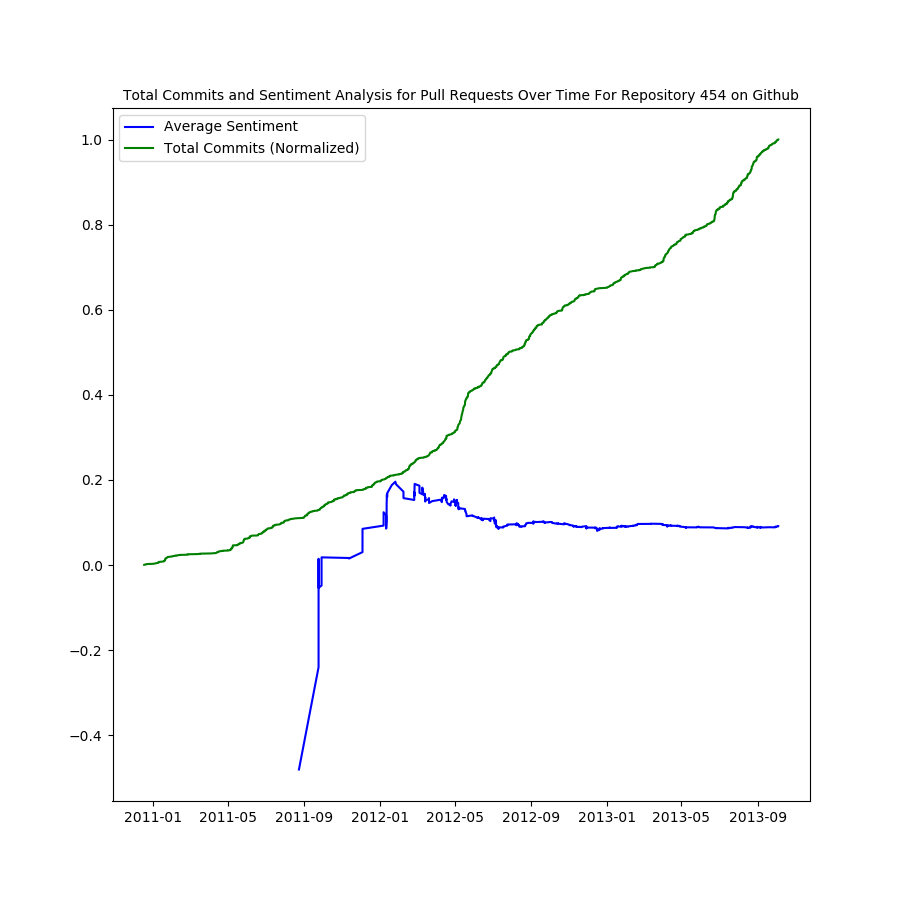 Total Commits and Sentiment Analysis for Pull Requests Over Time For Repository 454 on Github
Average Sentiment
Total Commits (Normalized)
1.0
0.8
0.6
0.4
0.2
0.0
−0.2
−0.4
2011-01 2011-05 2011-09 2012-01 2012-05 2012-09 2013-01 2013-05 2013-09